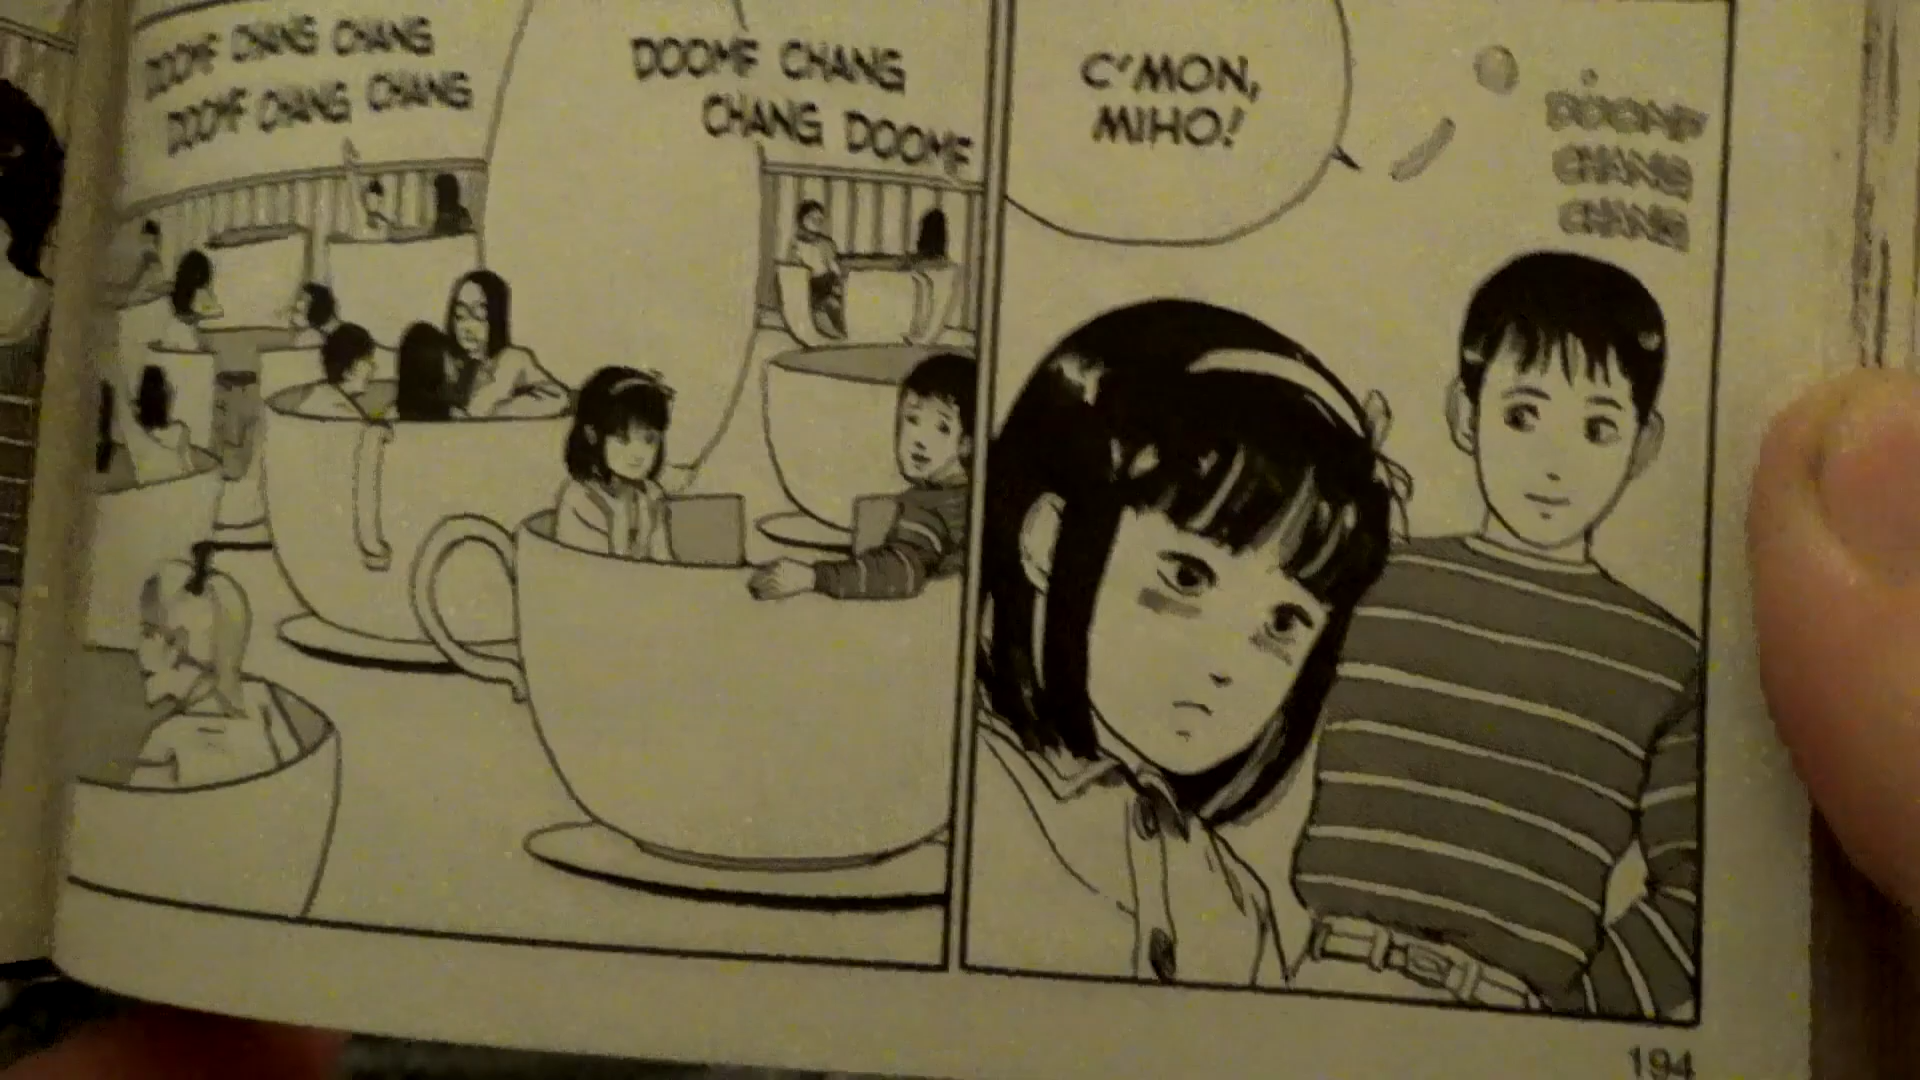 DOOMF CHANG CHANG
DOOMF CHANG CHANG
DOOMF CHANG
CHANG DOOMF
C'MON,
MIHO!
DOOMF
CHANG
CHANG
194